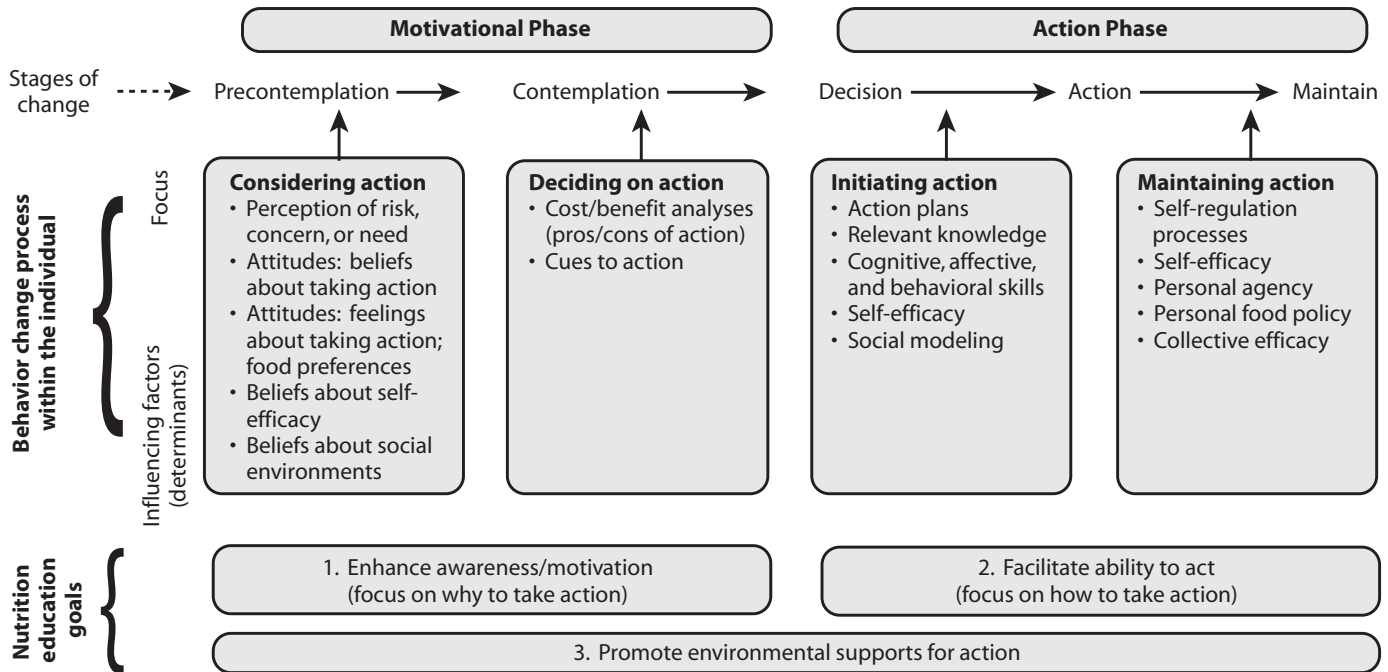 Motivational Phase
Action Phase
Stages of
change
Precontemplation
Contemplation
Decision
Action
Maintain
Behavior change process
within the individual
Focus
Influencing factors
(determinants)
Considering action
• Perception of risk,
concern, or need
• Attitudes: beliefs
about taking action
• Attitudes: feelings
about taking action;
food preferences
• Beliefs about self-
efficacy
• Beliefs about social
environments
Deciding on action
• Cost/benefit analyses
(pros/cons of action)
• Cues to action
Initiating action
• Action plans
• Relevant knowledge
• Cognitive, affective,
and behavioral skills
• Self-efficacy
• Social modeling
Maintaining action
• Self-regulation
processes
• Self-efficacy
• Personal agency
• Personal food policy
• Collective efficacy
Nutrition
education
goals
1. Enhance awareness/motivation
(focus on why to take action)
2. Facilitate ability to act
(focus on how to take action)
3. Promote environmental supports for action